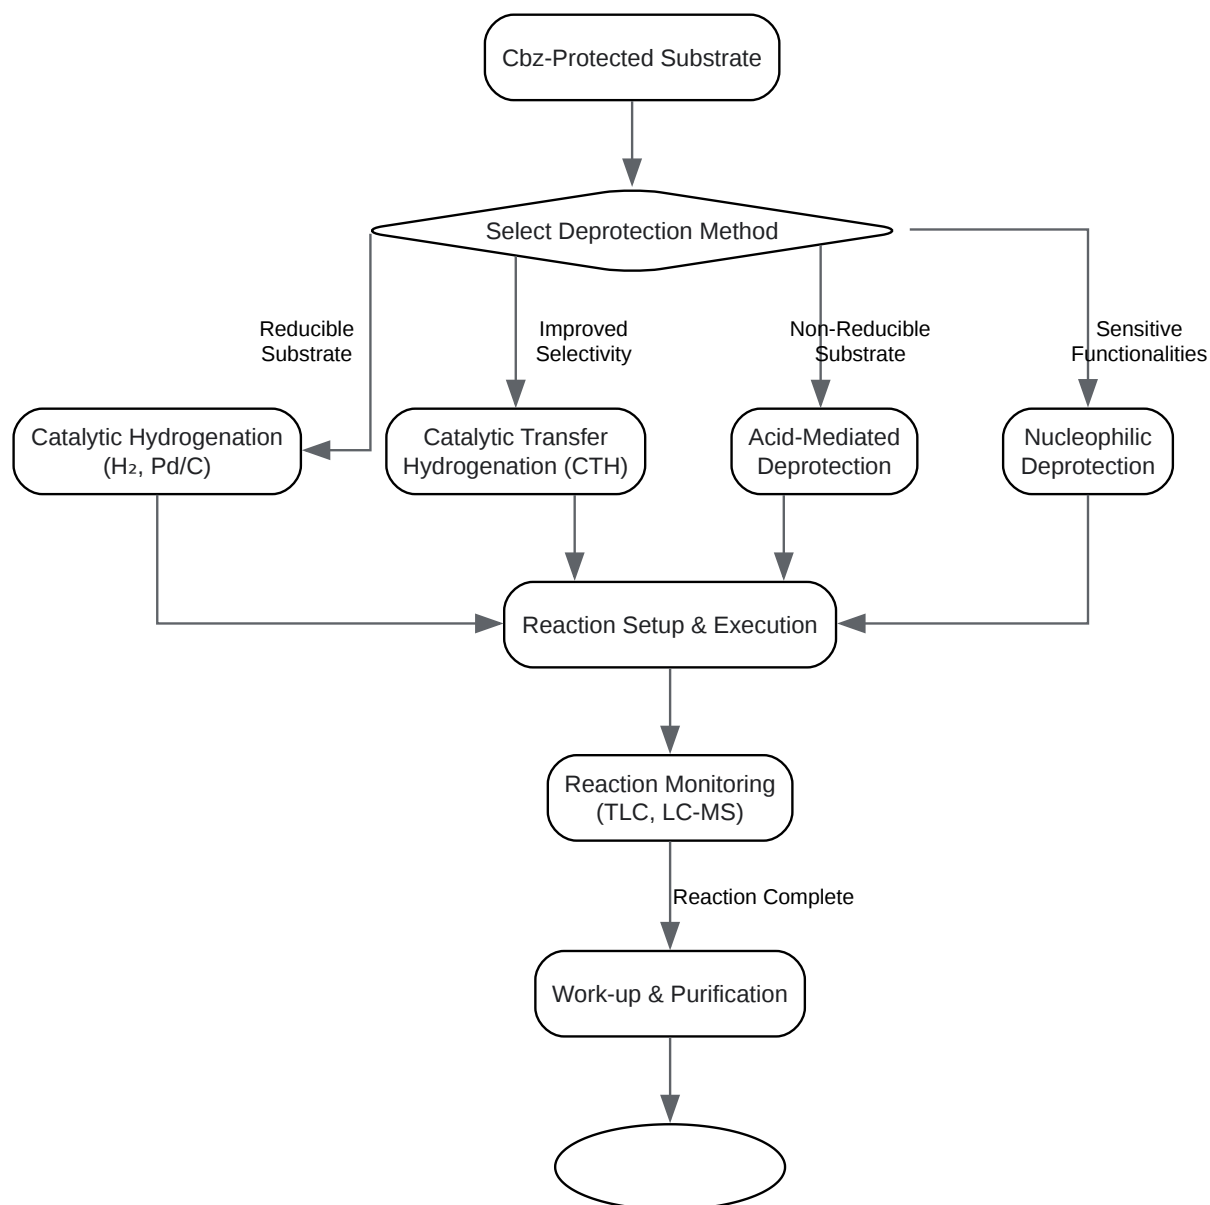 Cbz-Protected Substrate
Select Deprotection Method
Reducible
Substrate
Improved
Selectivity
Non-Reducible
Substrate
Sensitive
Functionalities
Catalytic Hydrogenation
(H₂, Pd/C)
Catalytic Transfer
Hydrogenation (CTH)
Acid-Mediated
Deprotection
Nucleophilic
Deprotection
Reaction Setup & Execution
Reaction Monitoring
(TLC, LC-MS)
Reaction Complete
Work-up & Purification